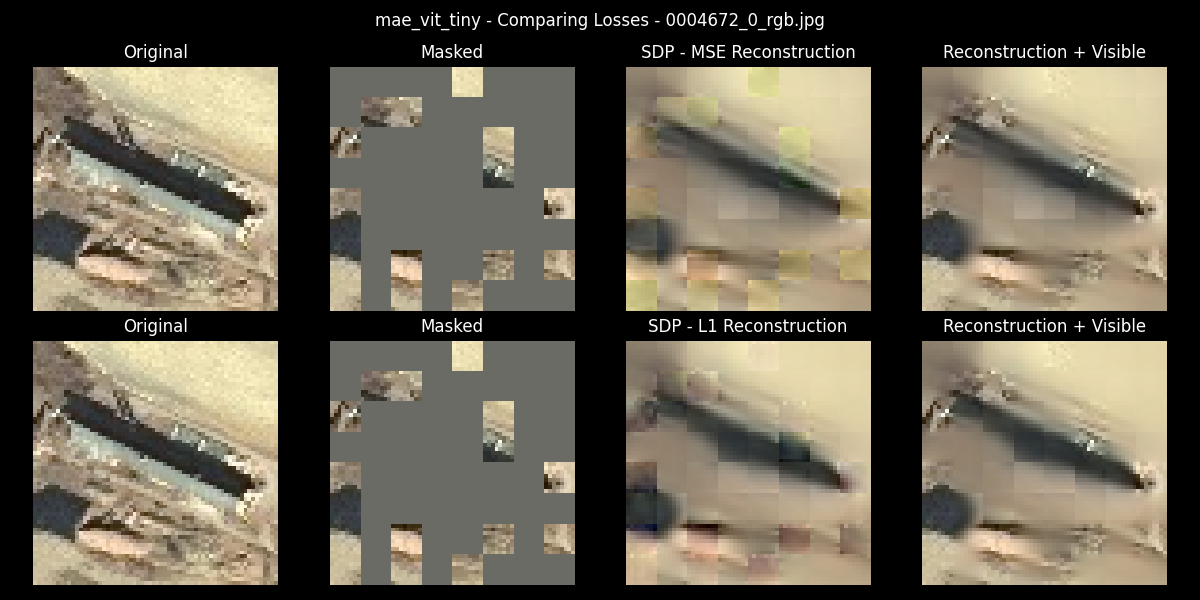 mae_vit_tiny - Comparing Losses - 0004672_0_rgb.jpg
Original
Masked
SDP - MSE Reconstruction
Reconstruction + Visible
Original
Masked
SDP - L1 Reconstruction
Reconstruction + Visible